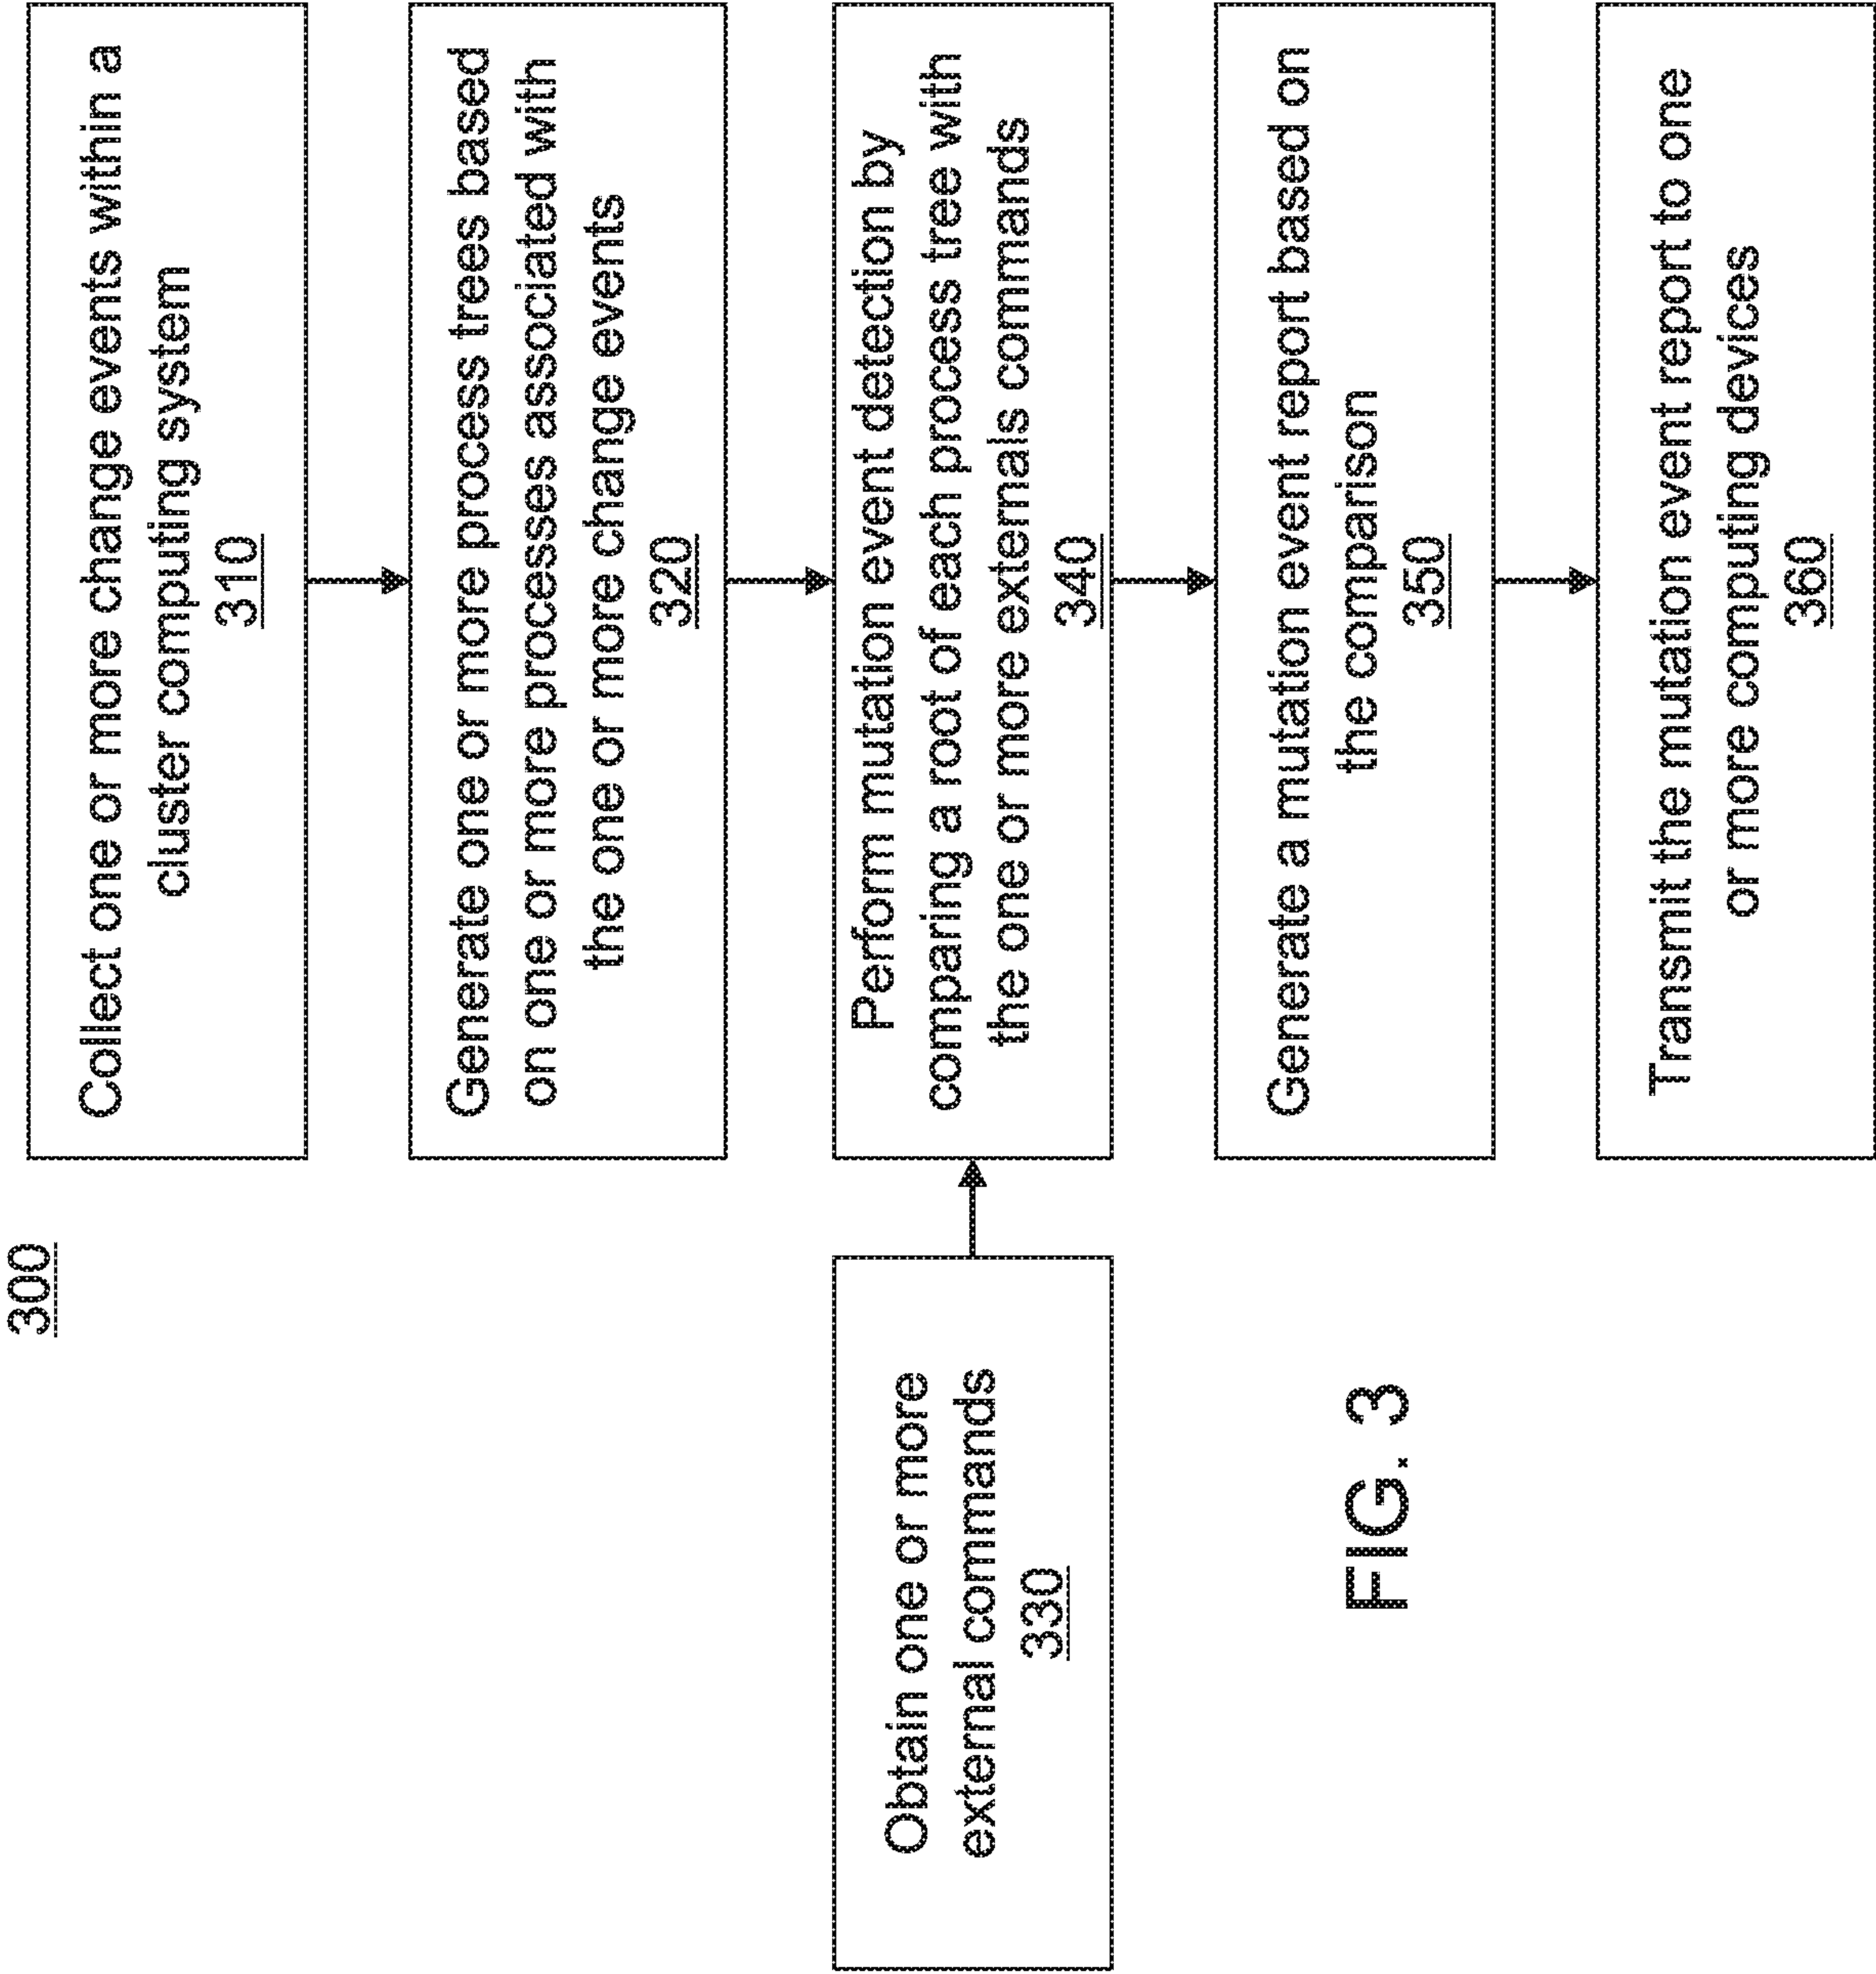 300
Collect one or more change events within a
cluster computing system
310
Generate one or more process trees based
on one or more processes associated with
the one or more change events
320
Obtain one or more
external commands
330
Perform mutation event detection by
comparing a root of each process tree with
the one or more externals commands
340
Generate a mutation event report based on
the comparison
350
Transmit the mutation event report to one
or more computing devices
360
FIG. 3